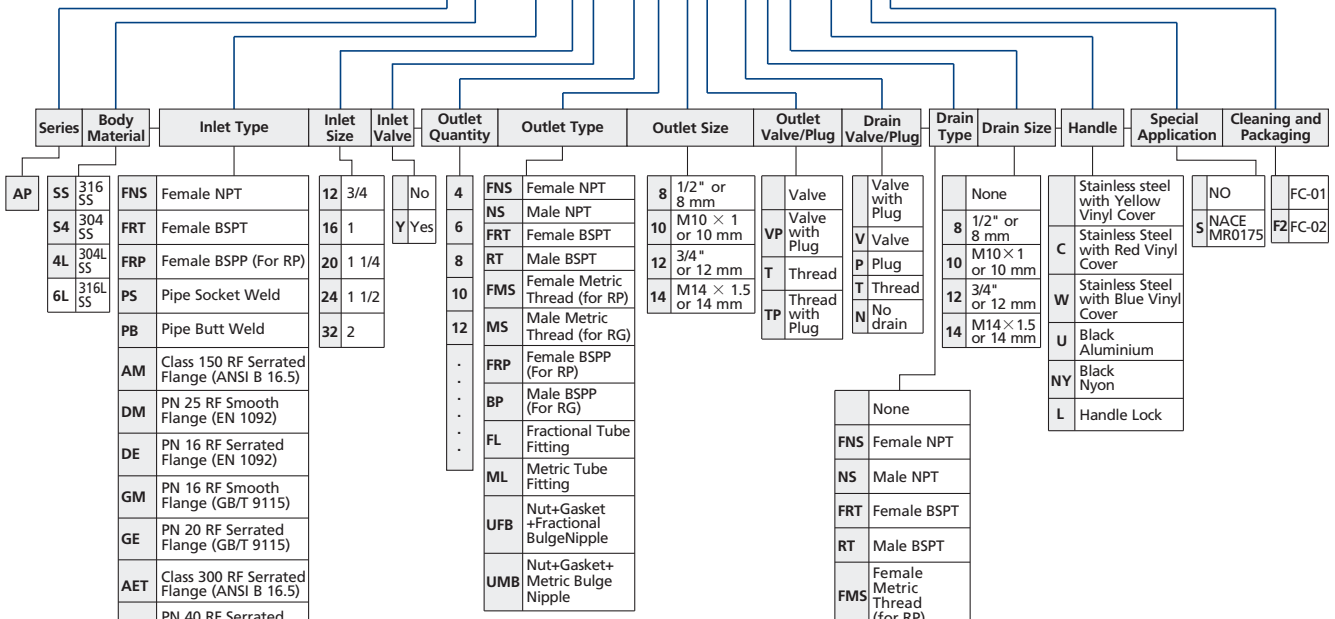 Series
Body
Material
Inlet Type
Inlet
Size
Inlet
Valve
Outlet
Quantity
Outlet Type
Outlet Size
Outlet
Valve/Plug
Drain
Valve/Plug
Drain
Type
Drain Size
Handle
Special
Application
Cleaning and
Packaging
AP
SS 316
SS
S4 304
SS
4L 304L
SS
6L 316L
SS
FNS Female NPT
FRT Female BSPT
FRP Female BSPP (For RP)
PS Pipe Socket Weld
PB Pipe Butt Weld
AM Class 150 RF Serrated
Flange (ANSI B 16.5)
DM PN 25 RF Smooth
Flange (EN 1092)
DE PN 16 RF Serrated
Flange (EN 1092)
GM PN 16 RF Smooth
Flange (GB/T 9115)
GE PN 20 RF Serrated
Flange (GB/T 9115)
AET Class 300 RF Serrated
Flange (ANSI B 16.5)
PN 40 RF Serrated
12 3/4
16 1
20 1 1/4
24 1 1/2
32 2
No
Y Yes
4
6
8
10
12
.
.
.
.
.
.
FNS Female NPT
NS Male NPT
FRT Female BSPT
RT Male BSPT
FMS Female Metric
Thread (for RP)
MS Male Metric
Thread (for RG)
FRP Female BSPP
(For RP)
BP Male BSPP
(For RG)
FL Fractional Tube
Fitting
ML Metric Tube
Fitting
UFB Nut+Gasket
+Fractional
BulgeNipple
UMB Nut+Gasket+
Metric Bulge
Nipple
8 1/2" or
8 mm
10 M10 × 1
or 10 mm
12 3/4"
or 12 mm
14 M14 × 1.5
or 14 mm
Valve
VP Valve
with
Plug
T Thread
TP Thread
with
Plug
Valve
with
Plug
V Valve
P Plug
T Thread
N No
drain
None
FNS Female NPT
NS Male NPT
FRT Female BSPT
RT Male BSPT
FMS Female
Metric
Thread
(for RP)
None
8 1/2" or
8 mm
10 M10×1
or 10 mm
12 3/4"
or 12 mm
14 M14×1.5
or 14 mm
Stainless steel
with Yellow
Vinyl Cover
C Stainless Steel
with Red Vinyl
Cover
W Stainless Steel
with Blue Vinyl
Cover
U Black
Aluminium
NY Black
Nyon
L Handle Lock
NO
S NACE
MR0175
FC-01
F2 FC-02